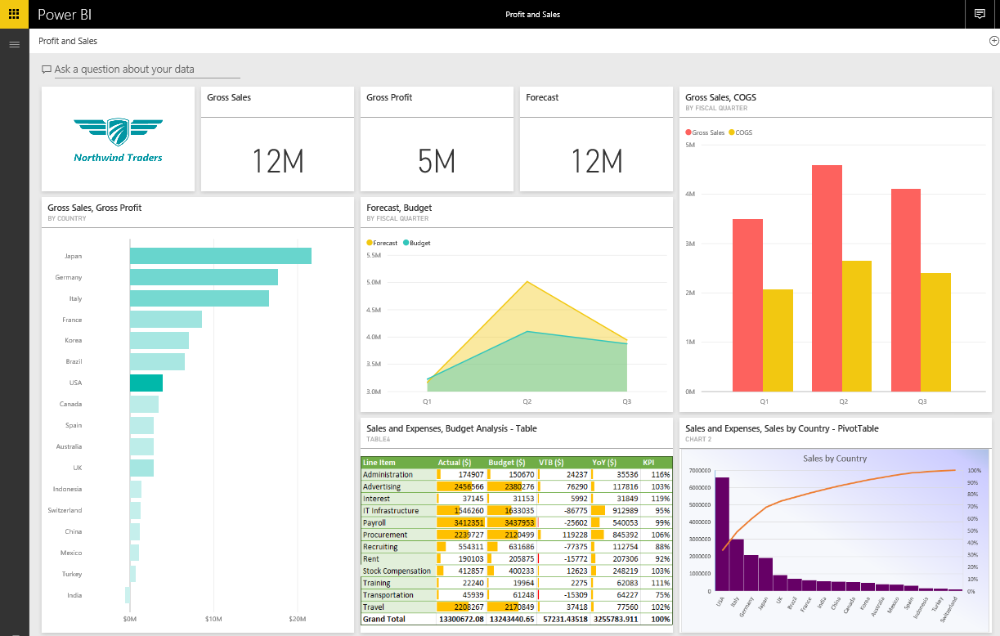 Power BI
Profit and Sales
Profit and Sales
Ask a question about your data
Northwind Traders
Gross Sales
12M
Gross Profit
5M
Forecast
12M
Gross Sales, COGS
BY FISCAL QUARTER
Gross Sales COGS
5M
4M
3M
2M
1M
0M
Q1 Q2 Q3
Gross Sales, Gross Profit
BY COUNTRY
Japan
Germany
Italy
France
Korea
Brazil
USA
Canada
Spain
Australia
UK
Indonesia
Switzerland
China
Mexico
Turkey
India
$0M $10M $20M
Forecast, Budget
BY FISCAL QUARTER
Forecast Budget
5.5M
5.0M
4.5M
4.0M
3.5M
3.0M
Q1 Q2 Q3
Sales and Expenses, Budget Analysis - Table
TABLE4
Line Item Actual ($) Budget ($) VTB ($) YoY ($) KPI
Administration 174907 150670 24237 35536 116%
Advertising 2456566 2380276 76290 117816 103%
Interest 37145 31153 5992 31849 119%
IT Infrastructure 1546260 1633035 -86775 912989 95%
Payroll 3412351 3437953 -25602 540053 99%
Procurement 2239727 2120499 119228 845392 106%
Recruiting 554311 631686 -77375 112754 88%
Rent 190103 205875 -15772 207306 92%
Stock Compensation 412857 400233 12623 248219 103%
Training 22240 19964 2275 62083 111%
Transportation 45939 61248 -15309 64227 75%
Travel 2208267 2170849 37418 77560 102%
Grand Total 13300672.08 13243440.65 57231.43518 3255783.911 100%
Sales and Expenses, Sales by Country - PivotTable
CHART 2
Sales by Country
7000000
6000000
5000000
4000000
3000000
2000000
1000000
0
100%
90%
80%
70%
60%
50%
40%
30%
20%
10%
0%
USA Italy Germany Japan UK France India China Korea Australia Mexico Spain Indonesia Turkey Switzerland